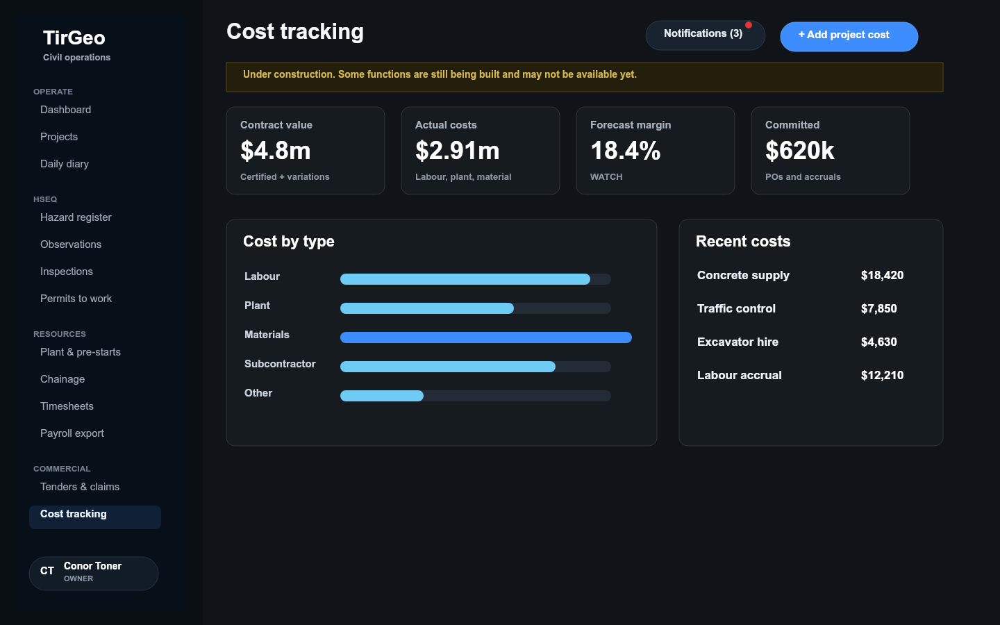 TirGeo
Civil operations
OPERATE
Dashboard
Projects
Daily diary
HSEQ
Hazard register
Observations
Inspections
Permits to work
RESOURCES
Plant & pre-starts
Chainage
Timesheets
Payroll export
COMMERCIAL
Tenders & claims
Cost tracking
CT
Conor Toner
OWNER
Cost tracking
Notifications (3)
+ Add project cost
Under construction. Some functions are still being built and may not be available yet.
Contract value
$4.8m
Certified + variations
Actual costs
$2.91m
Labour, plant, material
Forecast margin
18.4%
WATCH
Committed
$620k
POs and accruals
Cost by type
Labour
Plant
Materials
Subcontractor
Other
Recent costs
Concrete supply $18,420
Traffic control $7,850
Excavator hire $4,630
Labour accrual $12,210